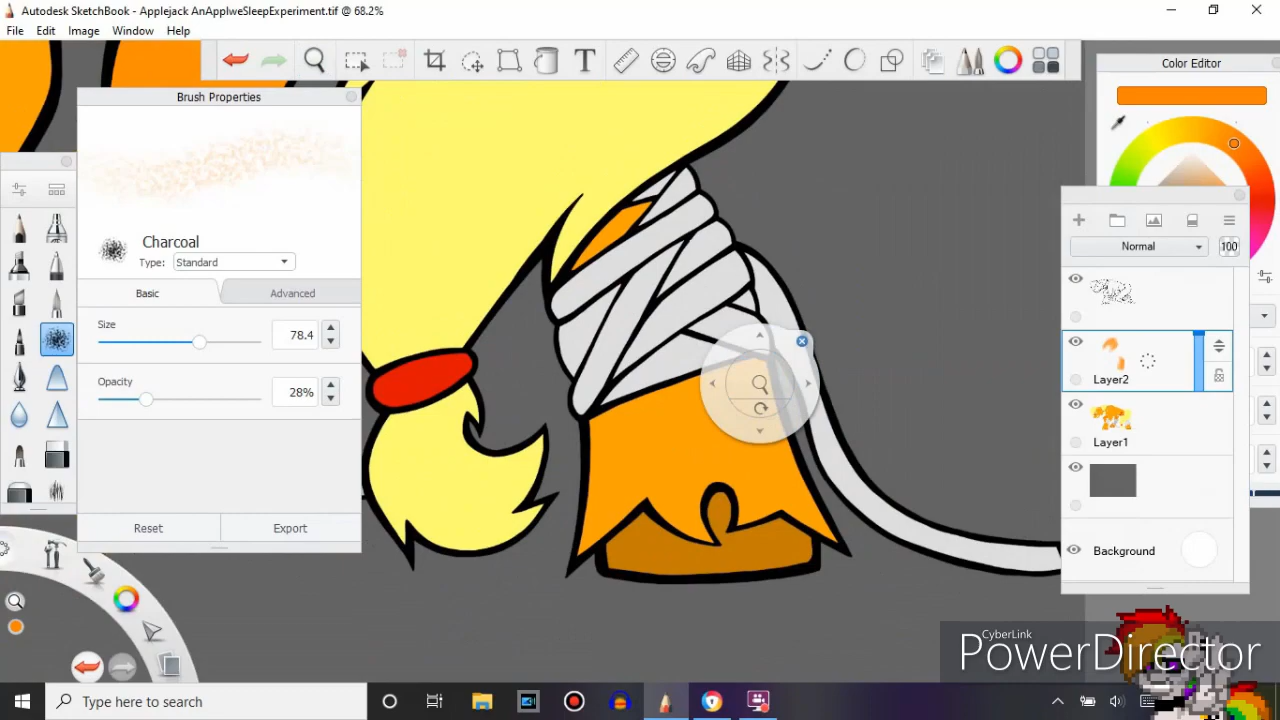 Autodesk SketchBook - Applejack AnApplweSleepExperiment.tif @ 68.2%
File Edit Image Window Help
T
Brush Properties
Color Editor
Charcoal
Type: Standard
Basic Advanced
Size
78.4
Opacity
28%
Reset Export
Normal 100
Layer2
Layer1
Background
CyberLink
PowerDirector
Type here to search